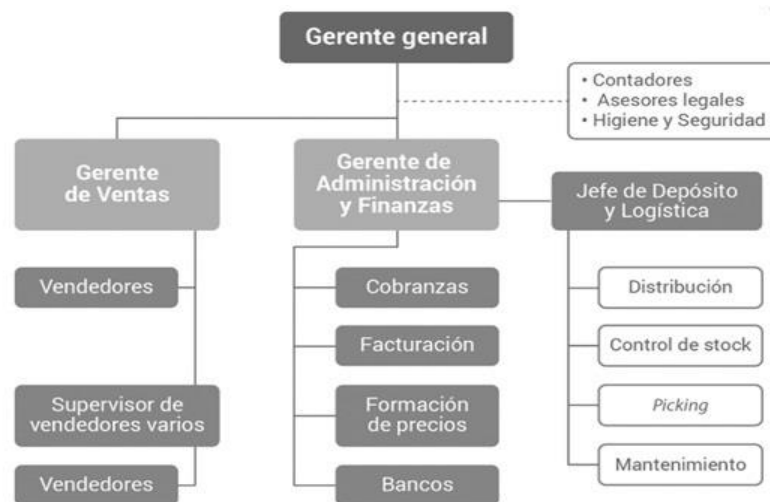 Gerente general
• Contadores
• Asesores legales
• Higiene y Seguridad
Gerente
de Ventas
Gerente de
Administración
y Finanzas
Jefe de Depósito
y Logística
Vendedores
Supervisor de
vendedores varios
Vendedores
Cobranzas
Facturación
Formación
de precios
Bancos
Distribución
Control de stock
Picking
Mantenimiento